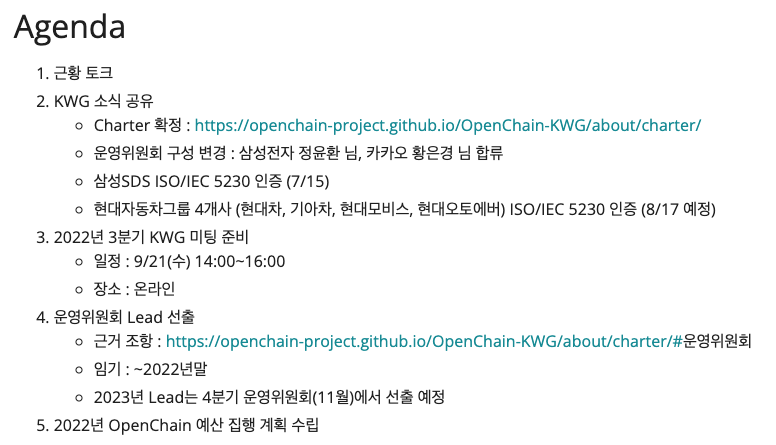 Agenda
1. 근황 토크
2. KWG 소식 공유
Charter 확정 : https://openchain-project.github.io/OpenChain-KWG/about/charter/
운영위원회 구성 변경 : 삼성전자 정윤환 님, 카카오 황은경 님 합류
삼성SDS ISO/IEC 5230 인증 (7/15)
현대자동차그룹 4개사 (현대차, 기아차, 현대모비스, 현대오토에버) ISO/IEC 5230 인증 (8/17 예정)
3. 2022년 3분기 KWG 미팅 준비
일정 : 9/21(수) 14:00~16:00
장소 : 온라인
4. 운영위원회 Lead 선출
근거 조항 : https://openchain-project.github.io/OpenChain-KWG/about/charter/#운영위원회
임기 : ~2022년말
2023년 Lead는 4분기 운영위원회(11월)에서 선출 예정
5. 2022년 OpenChain 예산 집행 계획 수립